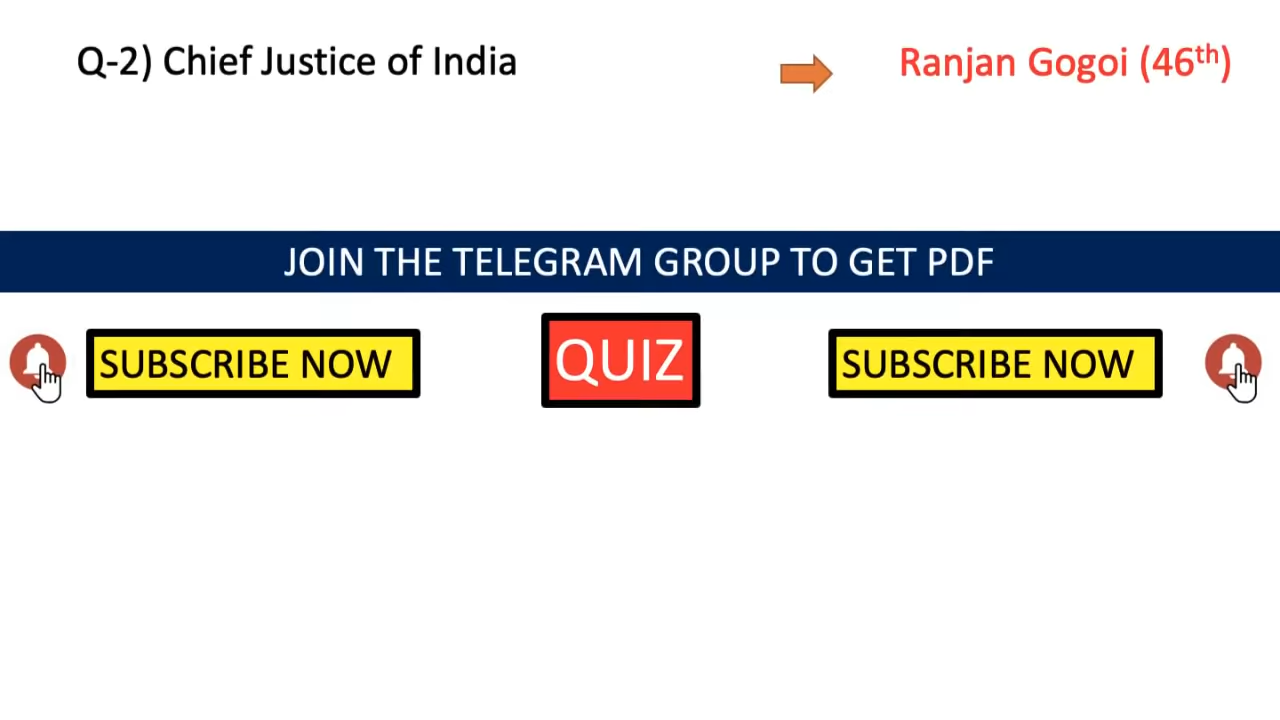 Q-2) Chief Justice of India
Ranjan Gogoi (46th)
JOIN THE TELEGRAM GROUP TO GET PDF
SUBSCRIBE NOW
QUIZ
SUBSCRIBE NOW